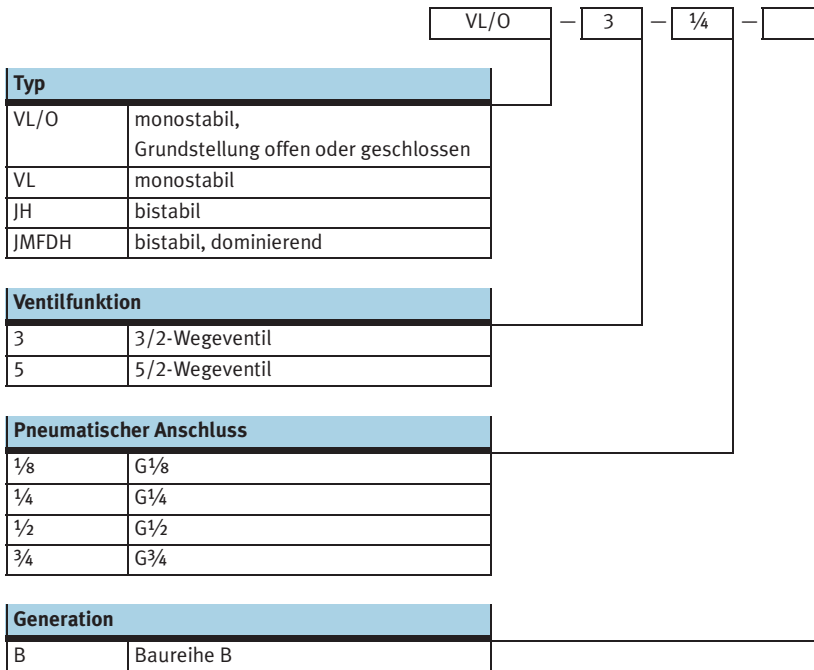 VL/O – 3 – ¼ –
Typ
VL/O monostabil,
Grundstellung offen oder geschlossen
VL monostabil
JH bistabil
JMFDH bistabil, dominierend
Ventilfunktion
3 3/2-Wegeventil
5 5/2-Wegeventil
Pneumatischer Anschluss
⅛ G⅛
¼ G¼
½ G½
¾ G¾
Generation
B Baureihe B